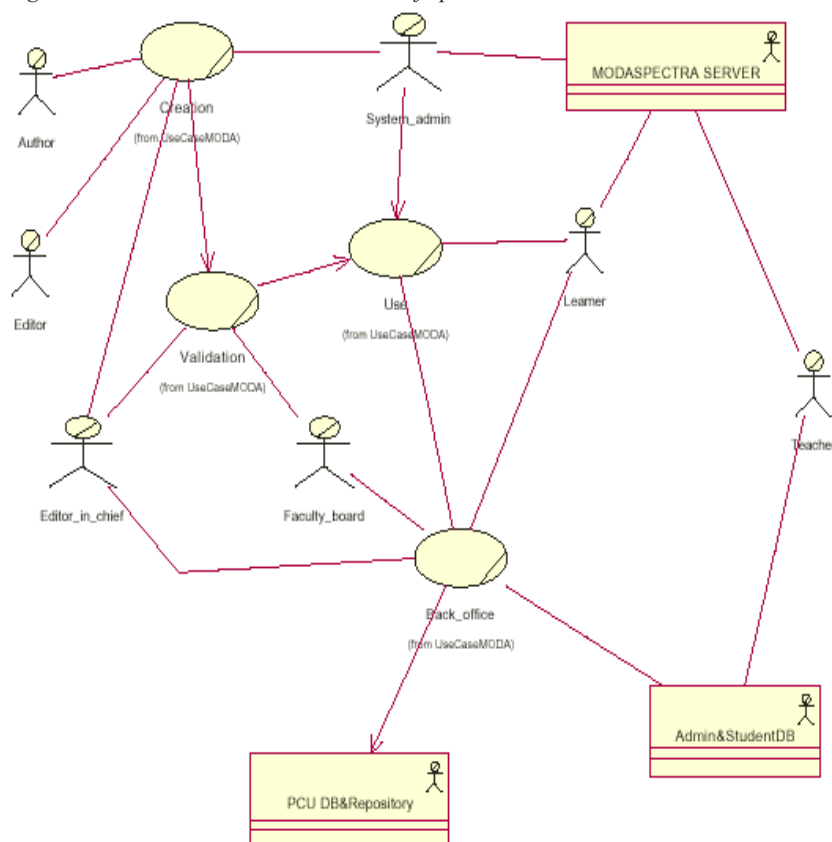 MODASPECTRA SERVER
Creation
(from UseCaseMODA)
System_admin
Author
Editor
Use
(from UseCaseMODA)
Learner
Validation
(from UseCaseMODA)
Teacher
Editor_in_chief
Faculty_board
Back_office
(from UseCaseMODA)
Admin&StudentDB
PCU DB&Repository